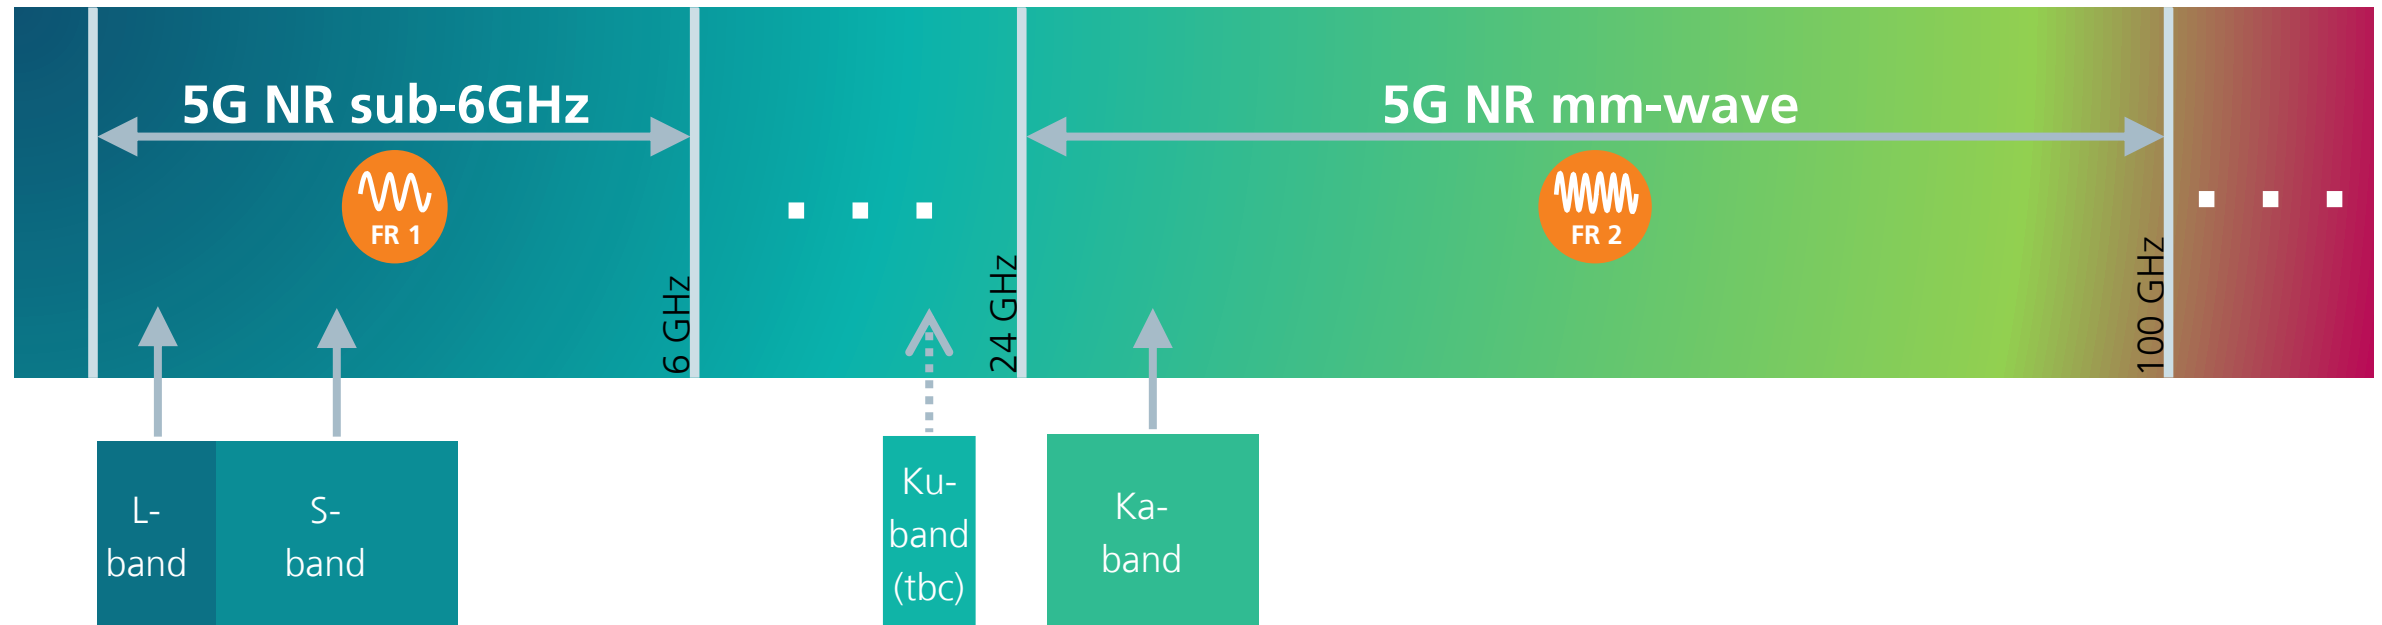 5G NR sub-6GHz
5G NR mm-wave
FR 1
FR 2
6 GHz
24 GHz
100 GHz
L-
band
S-
band
Ku-
band
(tbc)
Ka-
band